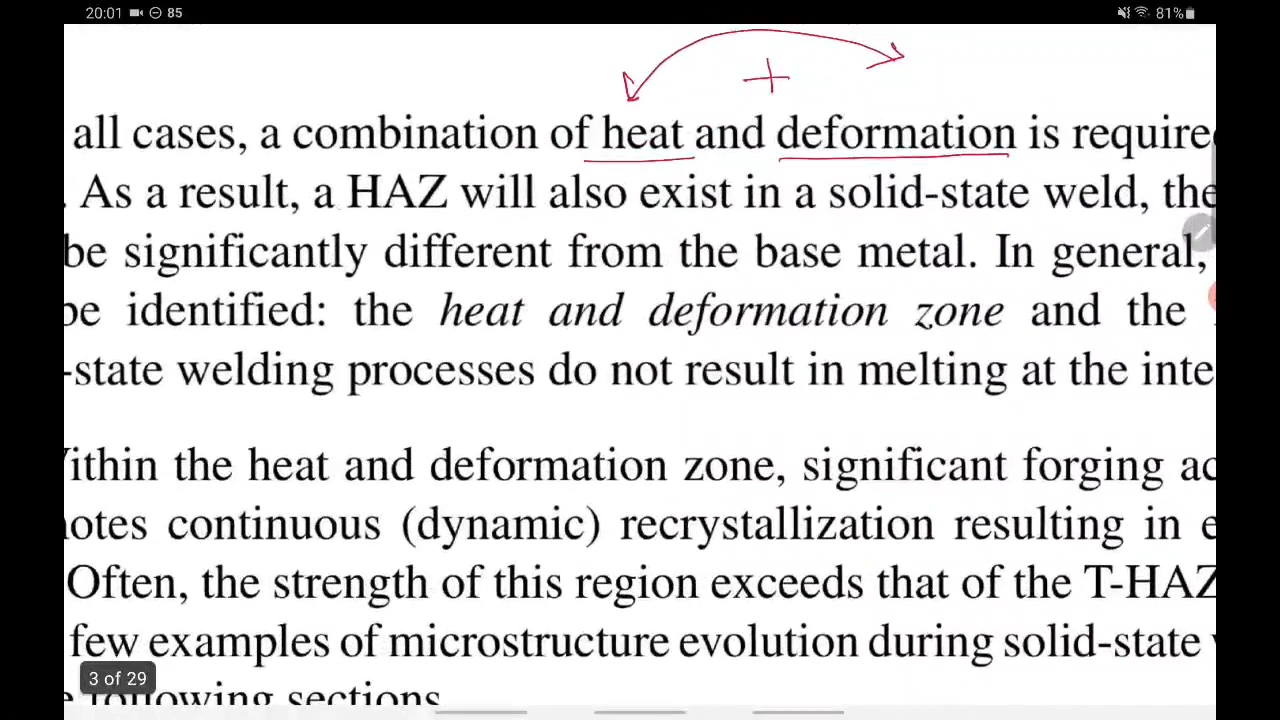 20:01 85 81%
+
all cases, a combination of heat and deformation is require
. As a result, a HAZ will also exist in a solid-state weld, the
be significantly different from the base metal. In general,
be identified: the heat and deformation zone and the
-state welding processes do not result in melting at the inte
ithin the heat and deformation zone, significant forging ac
notes continuous (dynamic) recrystallization resulting in e
Often, the strength of this region exceeds that of the T-HAZ
few examples of microstructure evolution during solid-state
3 of 29
following sections